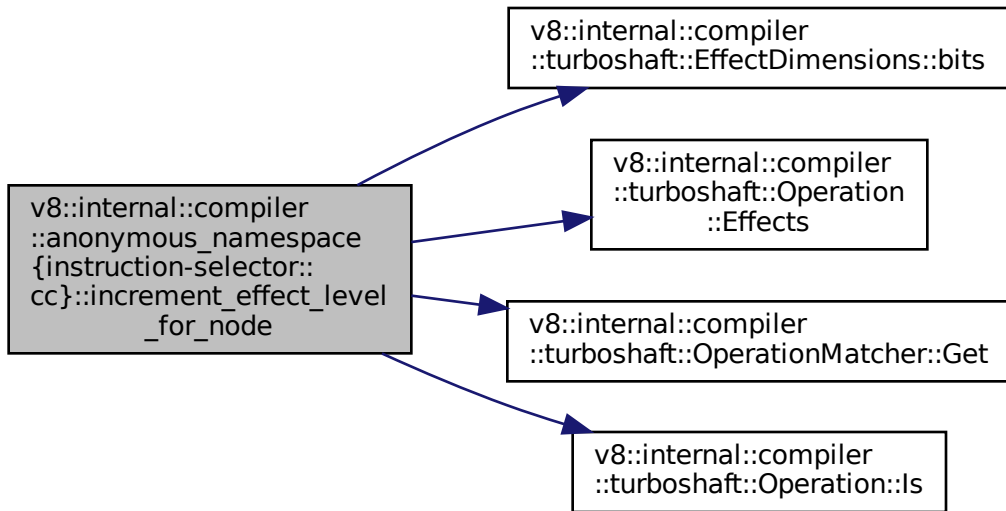 v8::internal::compiler
::anonymous_namespace
{instruction-selector::
cc}::increment_effect_level
_for_node
v8::internal::compiler
::turboshaft::EffectDimensions::bits
v8::internal::compiler
::turboshaft::Operation
::Effects
v8::internal::compiler
::turboshaft::OperationMatcher::Get
v8::internal::compiler
::turboshaft::Operation::Is